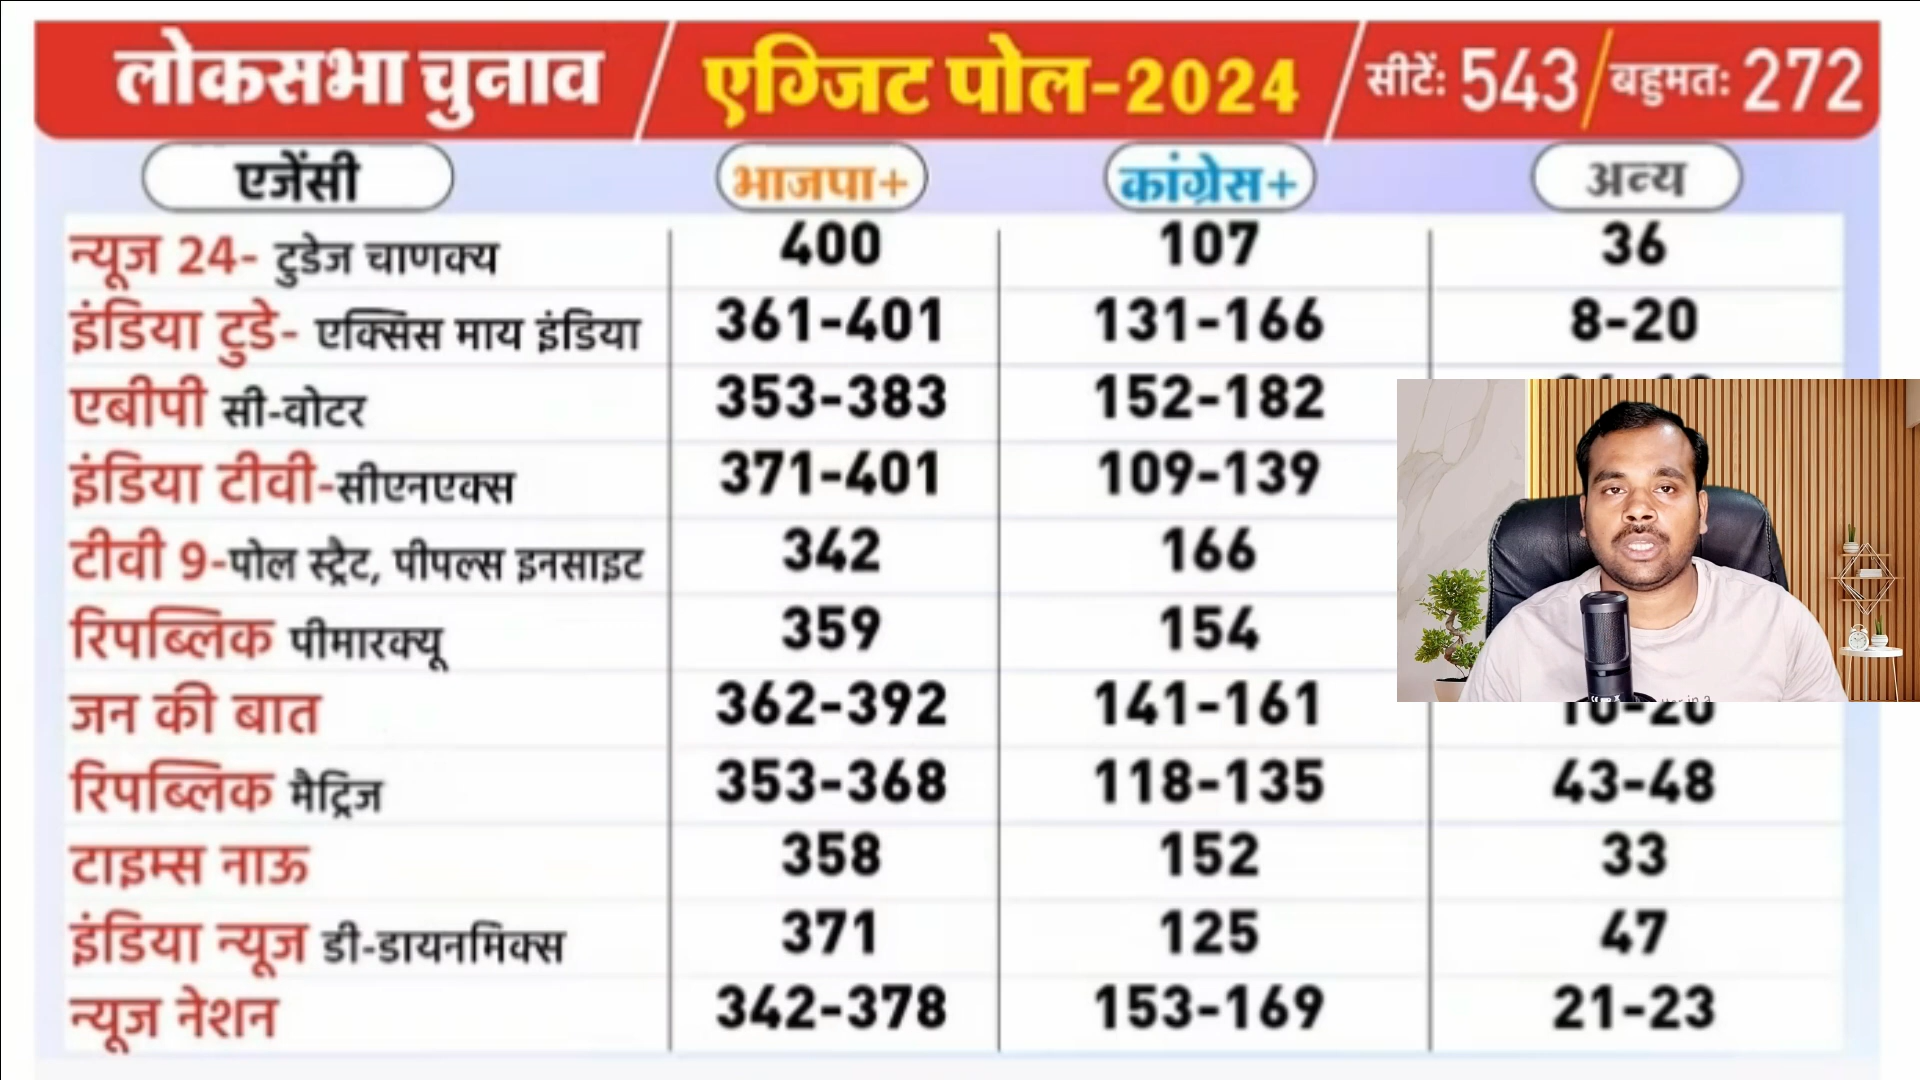 लोकसभा चुनाव / एग्जिट पोल-2024 / सीटें: 543 / बहुमत: 272
एजेंसी भाजपा+ कांग्रेस+ अन्य
न्यूज 24- टुडेज चाणक्य 400 107 36
इंडिया टुडे- एक्सिस माय इंडिया 361-401 131-166 8-20
एबीपी सी-वोटर 353-383 152-182
इंडिया टीवी-सीएनएक्स 371-401 109-139
टीवी 9-पोल स्ट्रैट, पीपल्स इनसाइट 342 166
रिपब्लिक पीमारक्यू 359 154
जन की बात 362-392 141-161 10-20
रिपब्लिक मैट्रिज 353-368 118-135 43-48
टाइम्स नाऊ 358 152 33
इंडिया न्यूज डी-डायनमिक्स 371 125 47
न्यूज नेशन 342-378 153-169 21-23